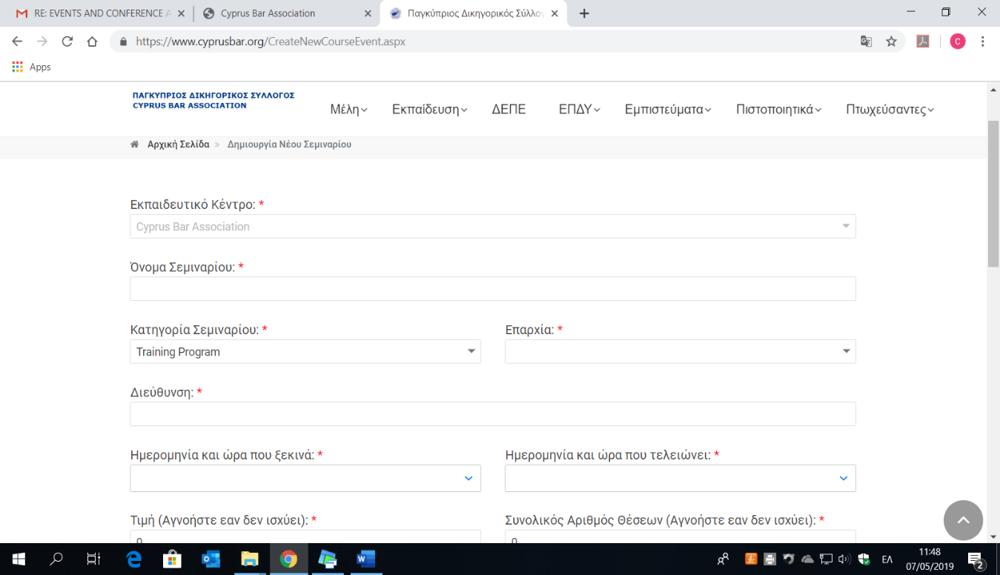 RE: EVENTS AND CONFERENCE
Cyprus Bar Association
Παγκύπριος Δικηγορικός Σύλλο
https://www.cyprusbar.org/CreateNewCourseEvent.aspx
C
Apps
ΠΑΓΚΥΠΡΙΟΣ ΔΙΚΗΓΟΡΙΚΟΣ ΣΥΛΛΟΓΟΣ
CYPRUS BAR ASSOCIATION
Μέλη Εκπαίδευση ΔΕΠΕ ΕΠΔΥ Εμπιστεύματα Πιστοποιητικά Πτωχεύσαντες
Αρχική Σελίδα » Δημιουργία Νέου Σεμιναρίου
Εκπαιδευτικό Κέντρο: *
Cyprus Bar Association
Όνομα Σεμιναρίου: *
Κατηγορία Σεμιναρίου: * Επαρχία: *
Training Program
Διεύθυνση: *
Ημερομηνία και ώρα που ξεκινά: * Ημερομηνία και ώρα που τελειώνει: *
Τιμή (Αγνοήστε εαν δεν ισχύει): * Συνολικός Αριθμός Θέσεων (Αγνοήστε εαν δεν ισχύει): *
0 0
ΕΛ
11:48
07/05/2019
2